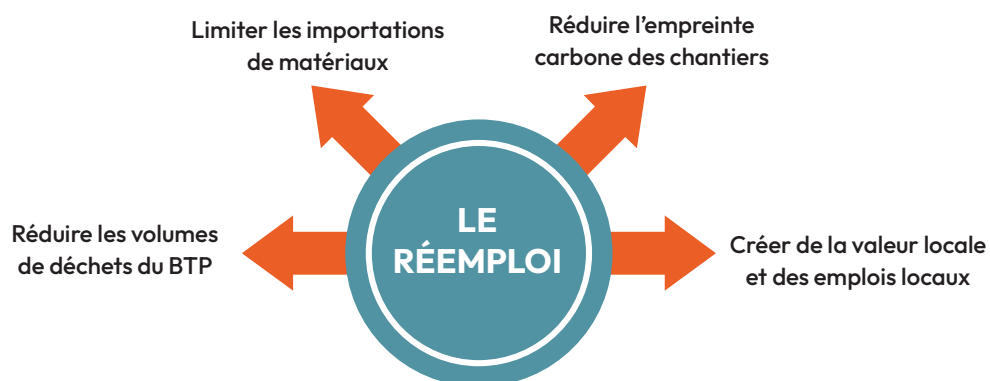 Limiter les importations
de matériaux
Réduire l’empreinte
carbone des chantiers
Réduire les volumes
de déchets du BTP
LE
RÉEMPLOI
Créer de la valeur locale
et des emplois locaux